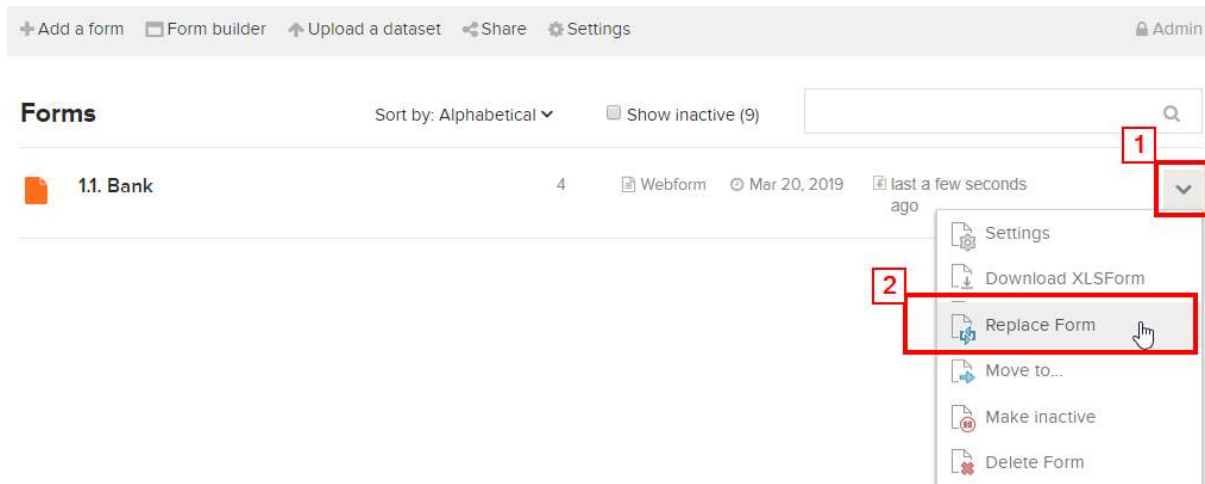 Add a form Form builder Upload a dataset Share Settings Admin
Forms Sort by: Alphabetical Show inactive (9)
1
1.1. Bank 4 Webform Mar 20, 2019 last a few seconds
ago
Settings
Download XLSForm
2
Replace Form
Move to...
Make inactive
Delete Form